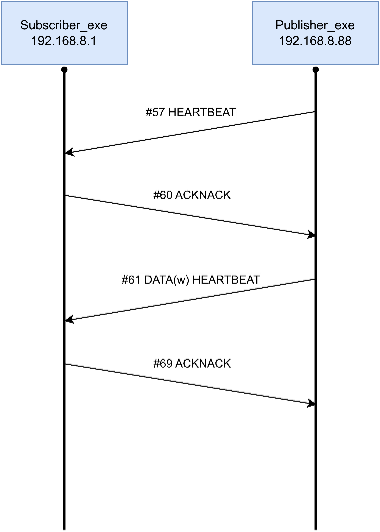 Subscriber_exe
192.168.8.1
Publisher_exe
192.168.8.88
#57 HEARTBEAT
#60 ACKNACK
#61 DATA(w) HEARTBEAT
#69 ACKNACK